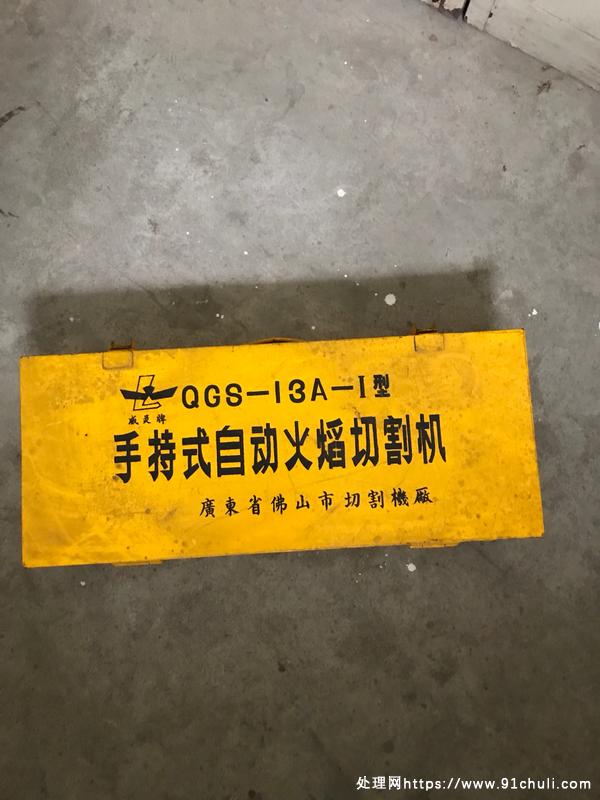 QGS-13A-I型
威灵牌
手持式自动火焰切割机
廣東省佛山市切割機廠
处理网https://www.91chuli.com